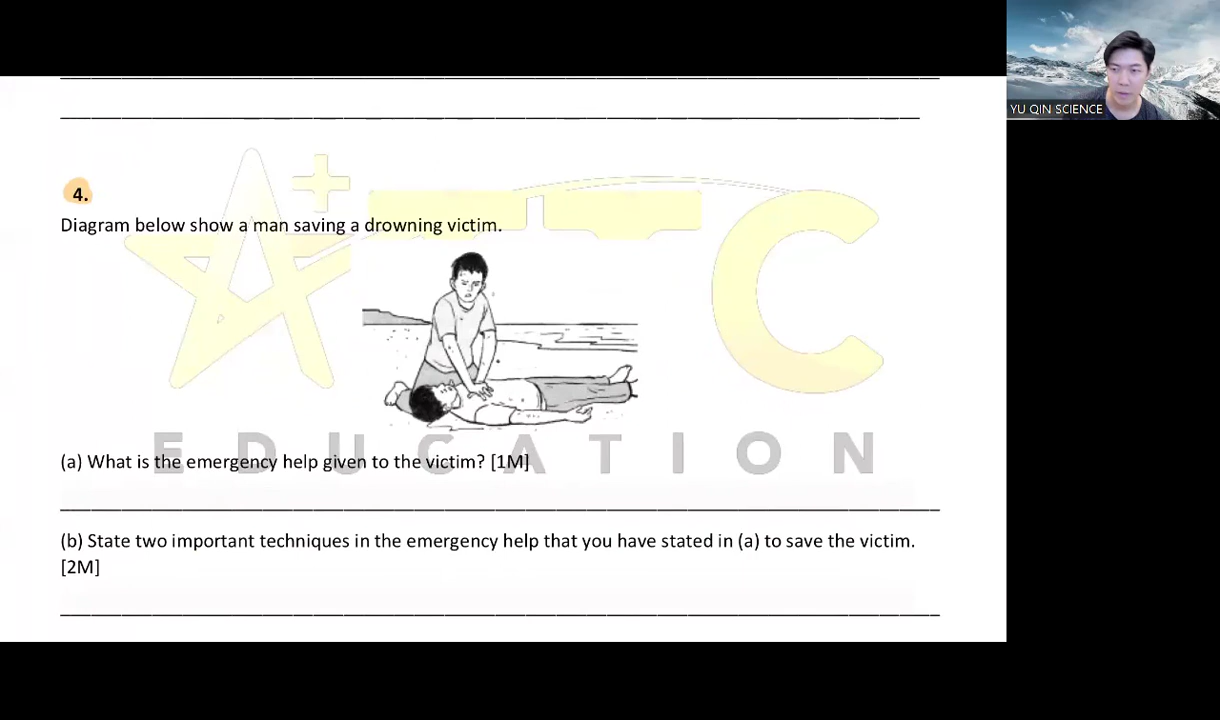 YU QIN SCIENCE
4.
Diagram below show a man saving a drowning victim.
A+ TTC
EDUCATION
(a) What is the emergency help given to the victim? [1M]
(b) State two important techniques in the emergency help that you have stated in (a) to save the victim.
[2M]